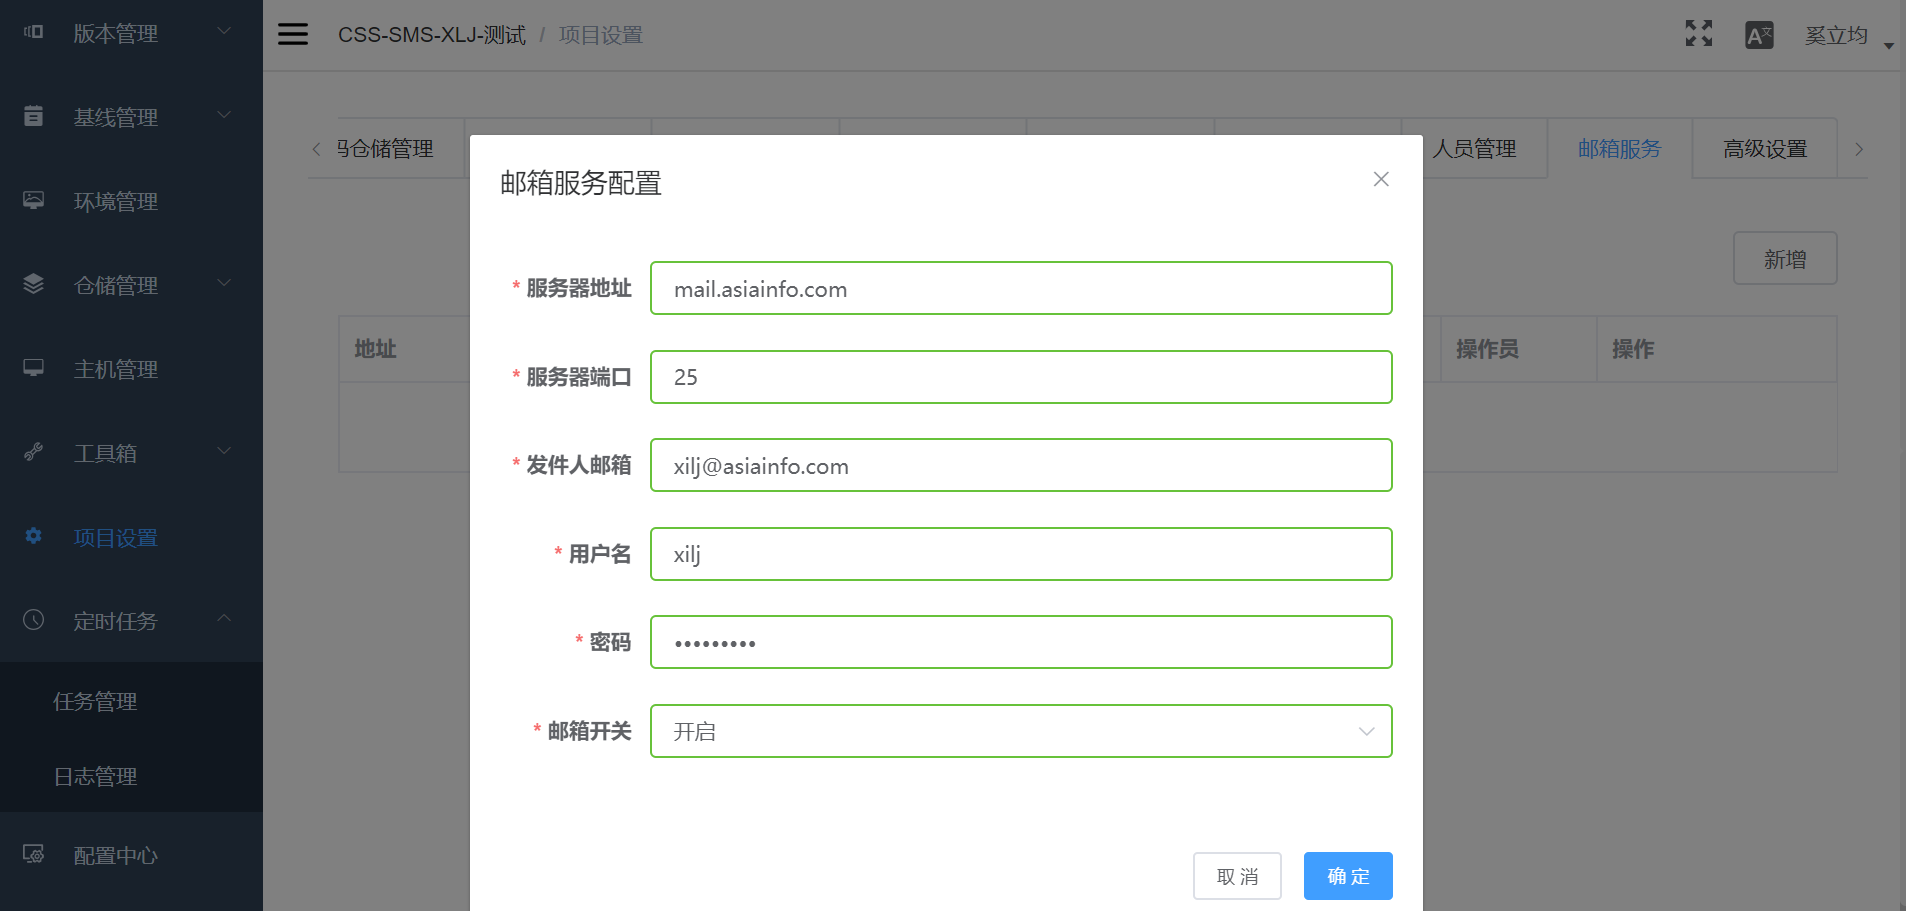 版本管理
基线管理
环境管理
仓储管理
主机管理
工具箱
项目设置
定时任务
任务管理
日志管理
配置中心
CSS-SMS-XLJ-测试 / 项目设置
奚立均
仓储管理
人员管理
邮箱服务
高级设置
新增
地址
操作员
操作
邮箱服务配置
* 服务器地址 mail.asiainfo.com
* 服务器端口 25
* 发件人邮箱 xilj@asiainfo.com
* 用户名 xilj
* 密码 •••••••••
* 邮箱开关 开启
取消
确定